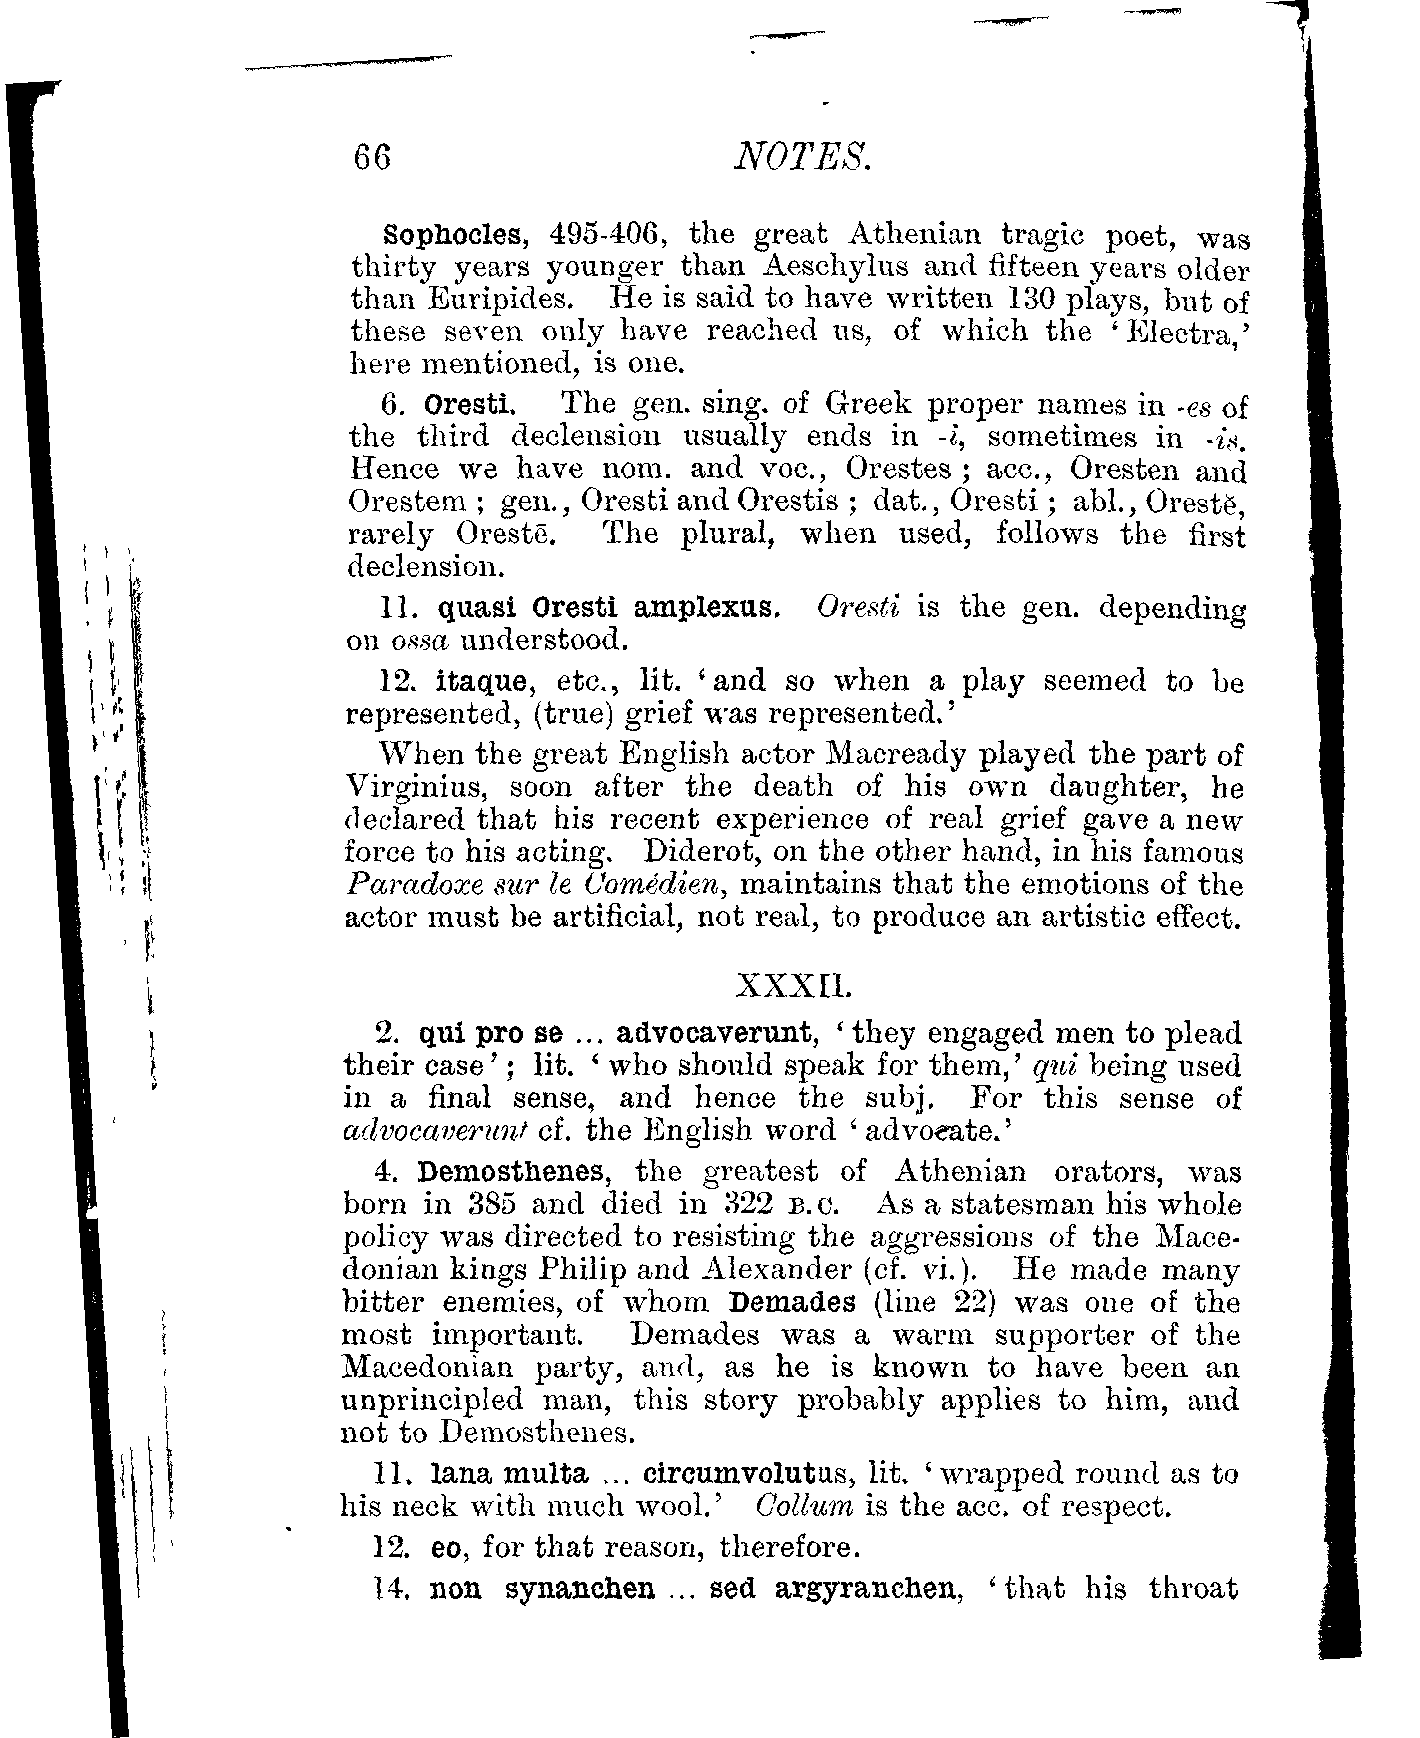 66 NOTES.
Sophocles, 495-406, the great Athenian tragic poet, was
thirty years younger than Aeschylus and fifteen years older
than Euripides. He is said to have written 130 plays, but of
these seven only have reached us, of which the ‘Electra,’
here mentioned, is one.
6. Oresti. The gen. sing. of Greek proper names in -es of
the third declension usually ends in -i, sometimes in -is.
Hence we have nom. and voc., Orestes; acc., Oresten and
Orestem; gen., Oresti and Orestis; dat., Oresti; abl., Orestĕ,
rarely Orestē. The plural, when used, follows the first
declension.
11. quasi Oresti amplexus. Oresti is the gen. depending
on ossa understood.
12. itaque, etc., lit. ‘and so when a play seemed to be
represented, (true) grief was represented.’
When the great English actor Macready played the part of
Virginius, soon after the death of his own daughter, he
declared that his recent experience of real grief gave a new
force to his acting. Diderot, on the other hand, in his famous
Paradoxe sur le Comédien, maintains that the emotions of the
actor must be artificial, not real, to produce an artistic effect.
XXXII.
2. qui pro se ... advocaverunt, ‘they engaged men to plead
their case’; lit. ‘who should speak for them,’ qui being used
in a final sense, and hence the subj. For this sense of
advocaverunt cf. the English word ‘advocate.’
4. Demosthenes, the greatest of Athenian orators, was
born in 385 and died in 322 B.C. As a statesman his whole
policy was directed to resisting the aggressions of the Mace-
donian kings Philip and Alexander (cf. vi.). He made many
bitter enemies, of whom Demades (line 22) was one of the
most important. Demades was a warm supporter of the
Macedonian party, and, as he is known to have been an
unprincipled man, this story probably applies to him, and
not to Demosthenes.
11. lana multa ... circumvolutus, lit. ‘wrapped round as to
his neck with much wool.’ Collum is the acc. of respect.
12. eo, for that reason, therefore.
14. non synanchen ... sed argyranchen, ‘that his throat